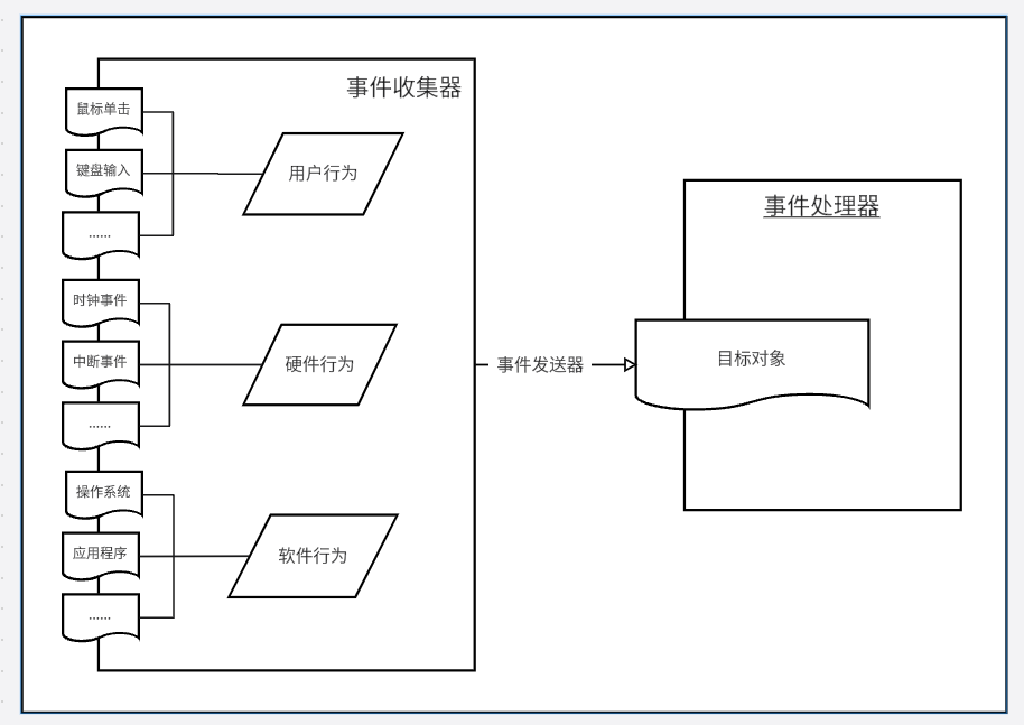 事件收集器
鼠标单击
键盘输入
……
用户行为
时钟事件
中断事件
……
硬件行为
操作系统
应用程序
……
软件行为
事件发送器
事件处理器
目标对象